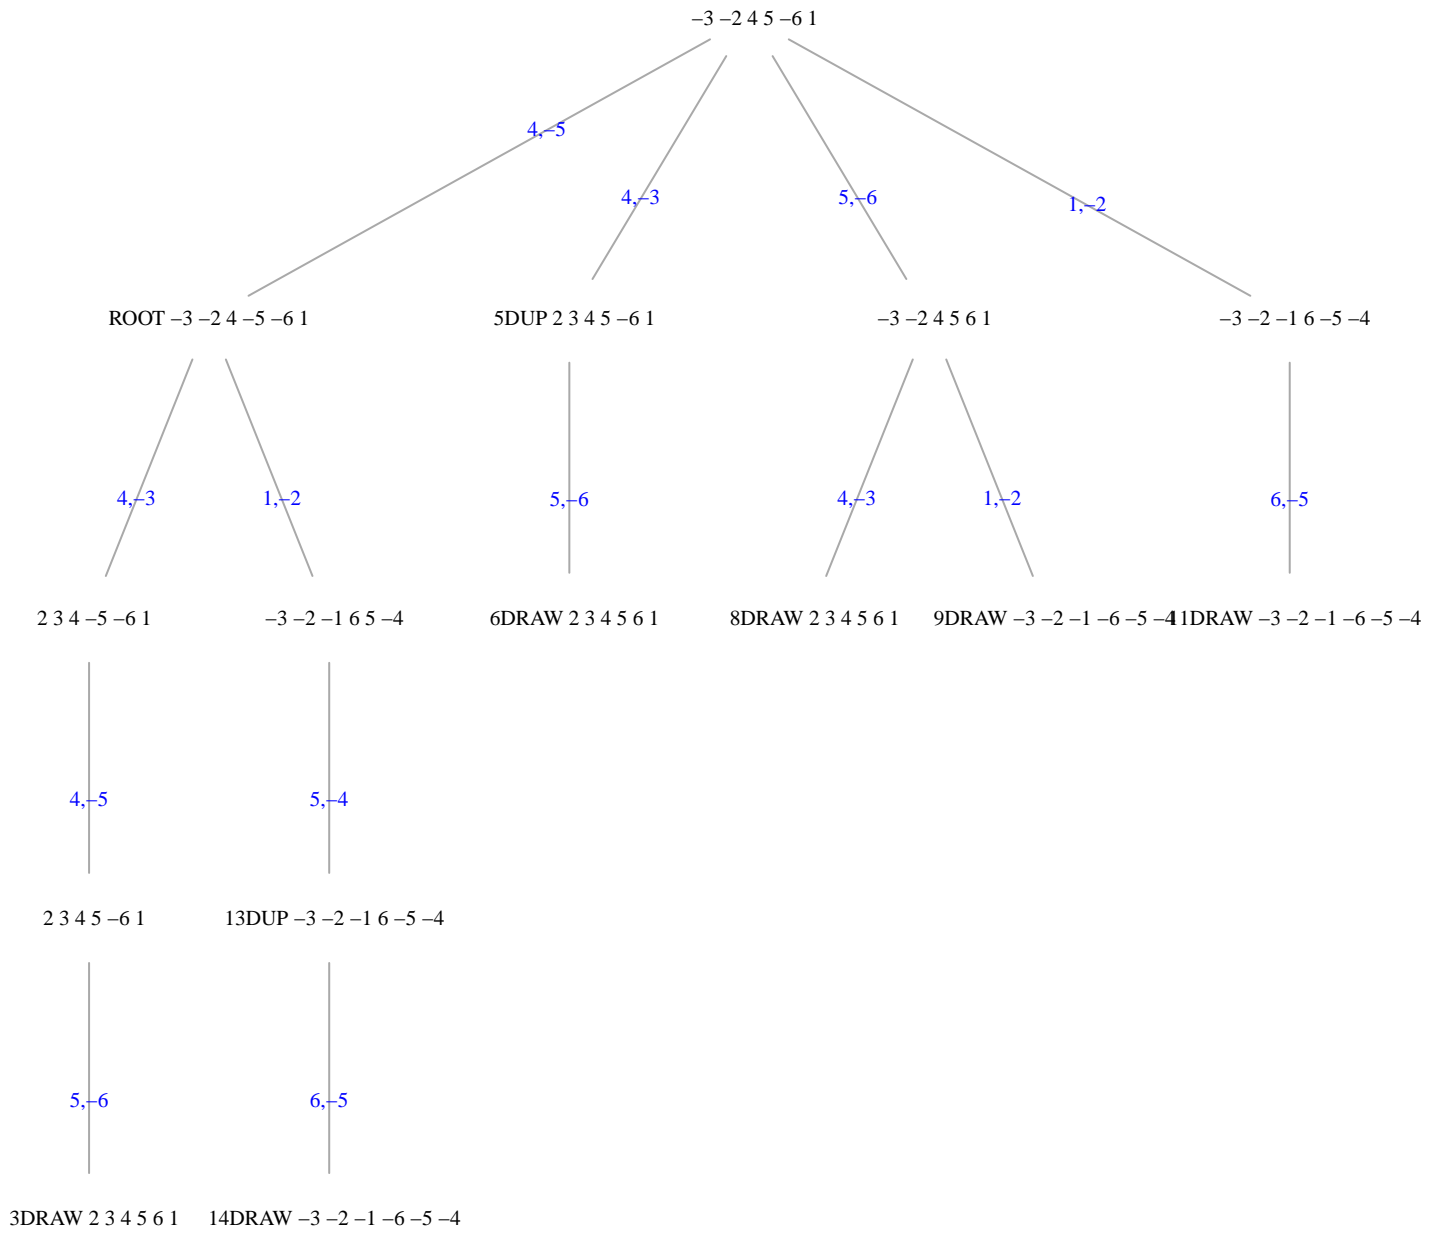 –3 –2 4 5 –6 1
4,–5
4,–3
5,–6
1,–2
ROOT –3 –2 4 –5 –6 1
5DUP 2 3 4 5 –6 1
–3 –2 4 5 6 1
–3 –2 –1 6 –5 –4
4,–3
1,–2
5,–6
4,–3
1,–2
6,–5
2 3 4 –5 –6 1
–3 –2 –1 6 5 –4
6DRAW 2 3 4 5 6 1
8DRAW 2 3 4 5 6 1
9DRAW –3 –2 –1 –6 –5 –4
11DRAW –3 –2 –1 –6 –5 –4
4,–5
5,–4
2 3 4 5 –6 1
13DUP –3 –2 –1 6 –5 –4
5,–6
6,–5
3DRAW 2 3 4 5 6 1
14DRAW –3 –2 –1 –6 –5 –4